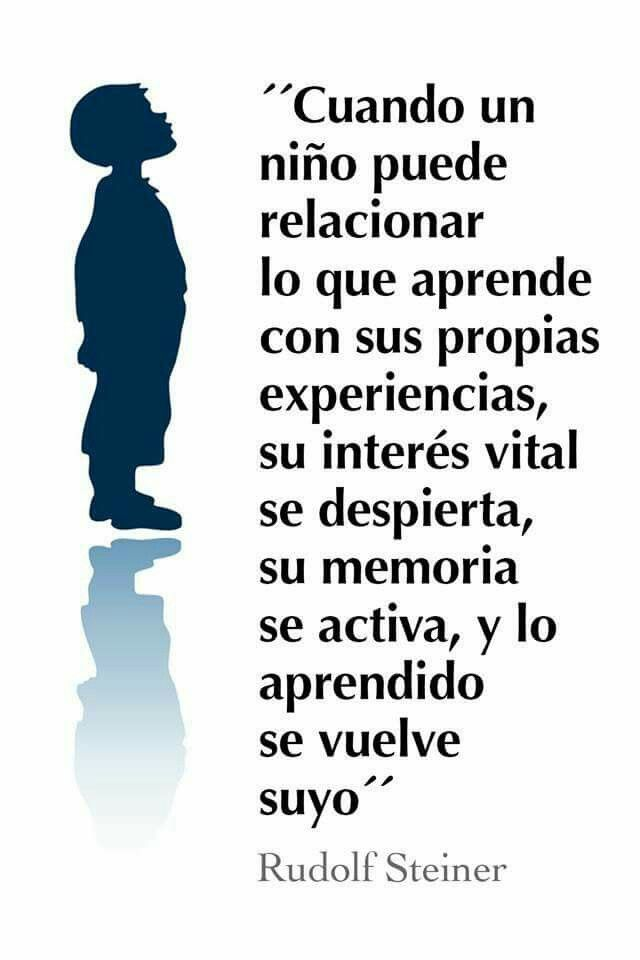 ´´Cuando un
niño puede
relacionar
lo que aprende
con sus propias
experiencias,
su interés vital
se despierta,
su memoria
se activa, y lo
aprendido
se vuelve
suyo´´
Rudolf Steiner